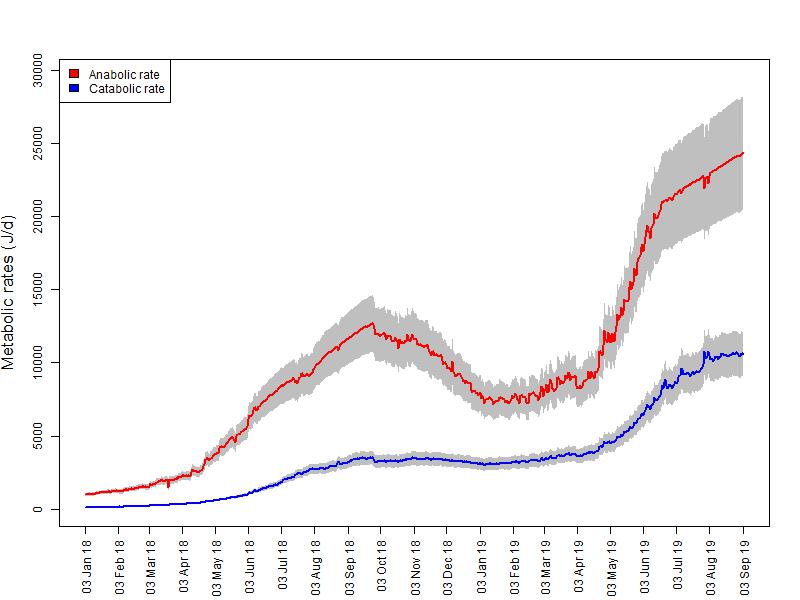 Anabolic rate
Catabolic rate
Metabolic rates (J/d)
30000
25000
20000
15000
10000
5000
0
03 Jan 18
03 Feb 18
03 Mar 18
03 Apr 18
03 May 18
03 Jun 18
03 Jul 18
03 Aug 18
03 Sep 18
03 Oct 18
03 Nov 18
03 Dec 18
03 Jan 19
03 Feb 19
03 Mar 19
03 Apr 19
03 May 19
03 Jun 19
03 Jul 19
03 Aug 19
03 Sep 19